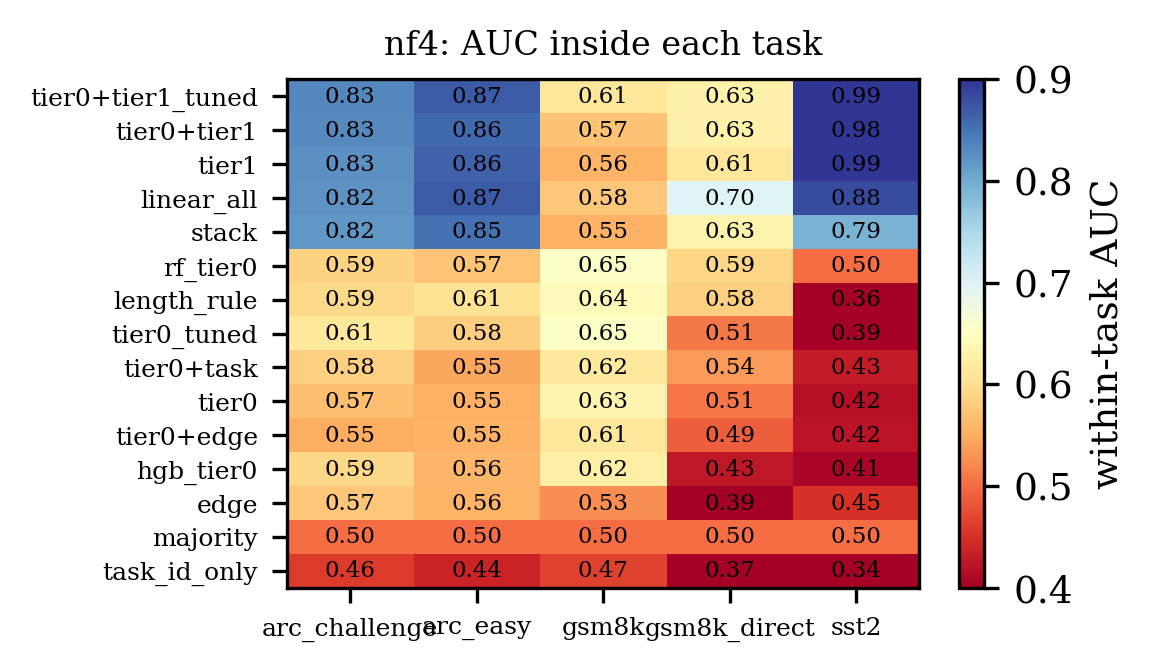 nf4: AUC inside each task
tier0+tier1_tuned 0.83 0.87 0.61 0.63 0.99
tier0+tier1 0.83 0.86 0.57 0.63 0.98
tier1 0.83 0.86 0.56 0.61 0.99
linear_all 0.82 0.87 0.58 0.70 0.88
stack 0.82 0.85 0.55 0.63 0.79
rf_tier0 0.59 0.57 0.65 0.59 0.50
length_rule 0.59 0.61 0.64 0.58 0.36
tier0_tuned 0.61 0.58 0.65 0.51 0.39
tier0+task 0.58 0.55 0.62 0.54 0.43
tier0 0.57 0.55 0.63 0.51 0.42
tier0+edge 0.55 0.55 0.61 0.49 0.42
hgb_tier0 0.59 0.56 0.62 0.43 0.41
edge 0.57 0.56 0.53 0.39 0.45
majority 0.50 0.50 0.50 0.50 0.50
task_id_only 0.46 0.44 0.47 0.37 0.34
arc_challenge arc_easy gsm8k gsm8k_direct sst2
0.9
0.8
0.7
0.6
0.5
0.4
within-task AUC